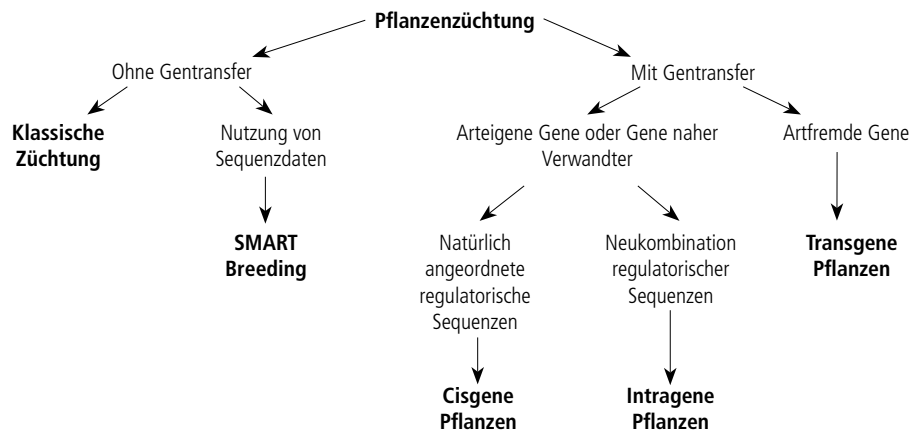 Pflanzenzüchtung
Ohne Gentransfer
Mit Gentransfer
Klassische
Züchtung
Nutzung von
Sequenzdaten
Arteigene Gene oder Gene naher
Verwandter
Artfremde Gene
SMART
Breeding
Natürlich
angeordnete
regulatorische
Sequenzen
Neukombination
regulatorischer
Sequenzen
Transgene
Pflanzen
Cisgene
Pflanzen
Intragene
Pflanzen